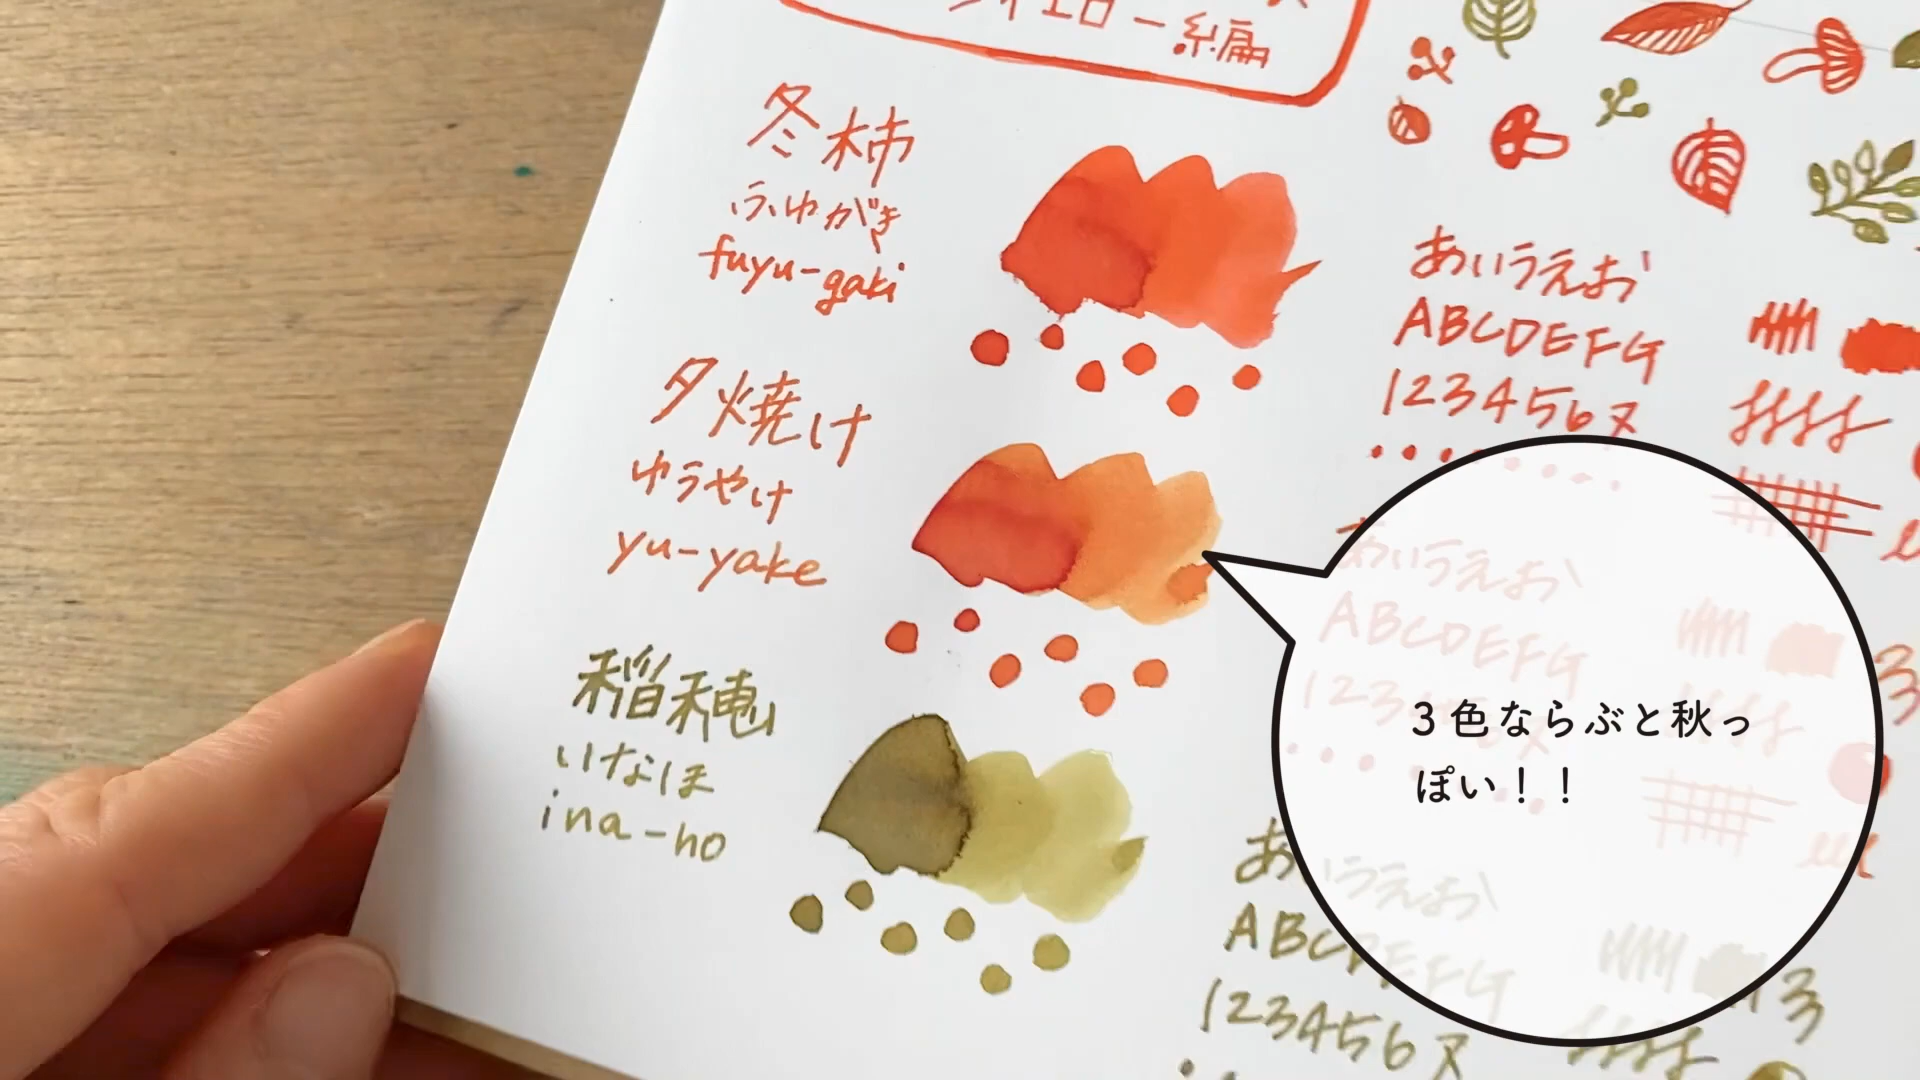 イエロー編
冬柿
ふゆがき
fuyu-gaki
あいうえお
ABCDEFG
1234567
夕焼け
ゆうやけ
yu-yake
あいうえお
ABCDEFG
123
稲穂
いなほ
ina-ho
あいうえお
ABCDEFG
1234567
3色ならぶと秋っ
ぽい！！